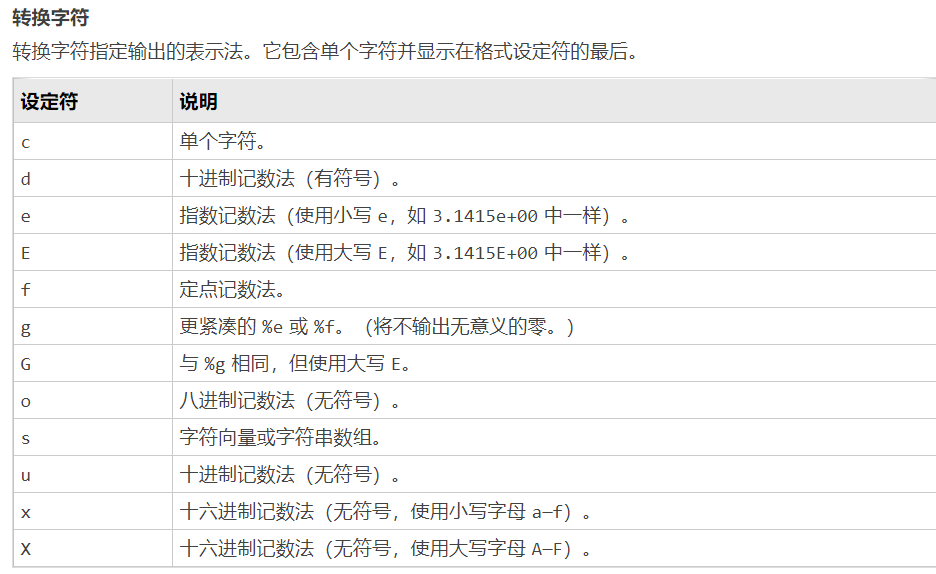 转换字符
转换字符指定输出的表示法。它包含单个字符并显示在格式设定符的最后。
设定符 说明
c 单个字符。
d 十进制记数法（有符号）。
e 指数记数法（使用小写 e，如 3.1415e+00 中一样）。
E 指数记数法（使用大写 E，如 3.1415E+00 中一样）。
f 定点记数法。
g 更紧凑的 %e 或 %f。（将不输出无意义的零。）
G 与 %g 相同，但使用大写 E。
o 八进制记数法（无符号）。
s 字符向量或字符串数组。
u 十进制记数法（无符号）。
x 十六进制记数法（无符号，使用小写字母 a–f）。
X 十六进制记数法（无符号，使用大写字母 A–F）。